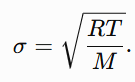 σ = √(RT/M).